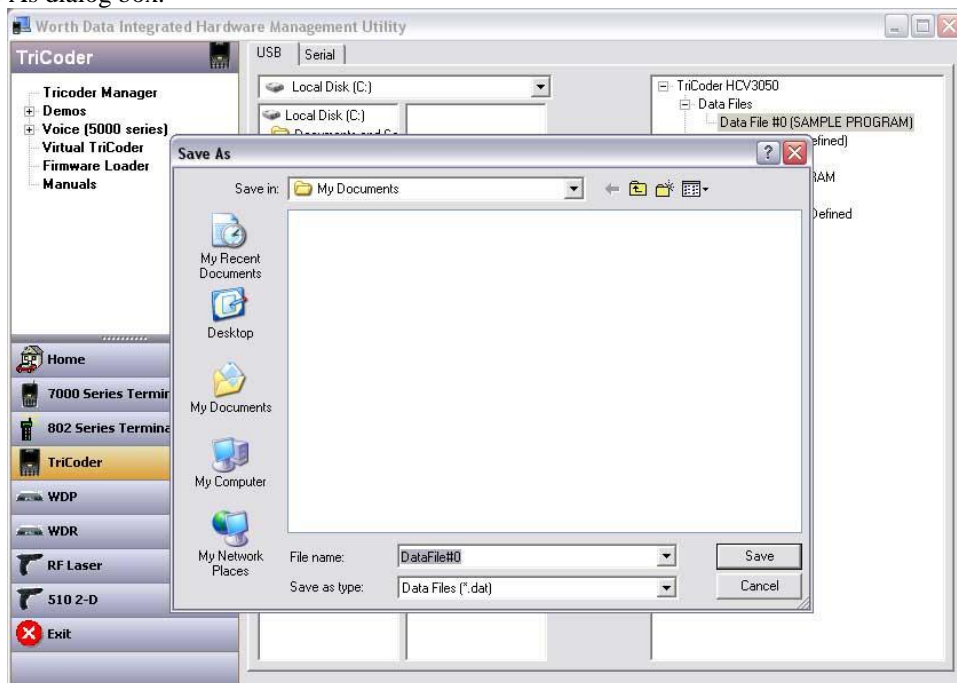 As dialog box.
Worth Data Integrated Hardware Management Utility
TriCoder
Tricoder Manager
Demos
Voice (5000 series)
Virtual TriCoder
Firmware Loader
Manuals
Home
7000 Series
802 Series
TriCoder
WDP
WDR
RF Laser
510 2-D
Exit
USB
Serial
Local Disk (C:)
Local Disk (C:)
TriCoder HCV3050
Data Files
Data File #0 (SAMPLE PROGRAM)
Save As
Save in:
My Documents
My Recent
Documents
Desktop
My Documents
My Computer
My Network
Places
File name:
DataFile#0
Save
Save as type:
Data Files (*.dat)
Cancel